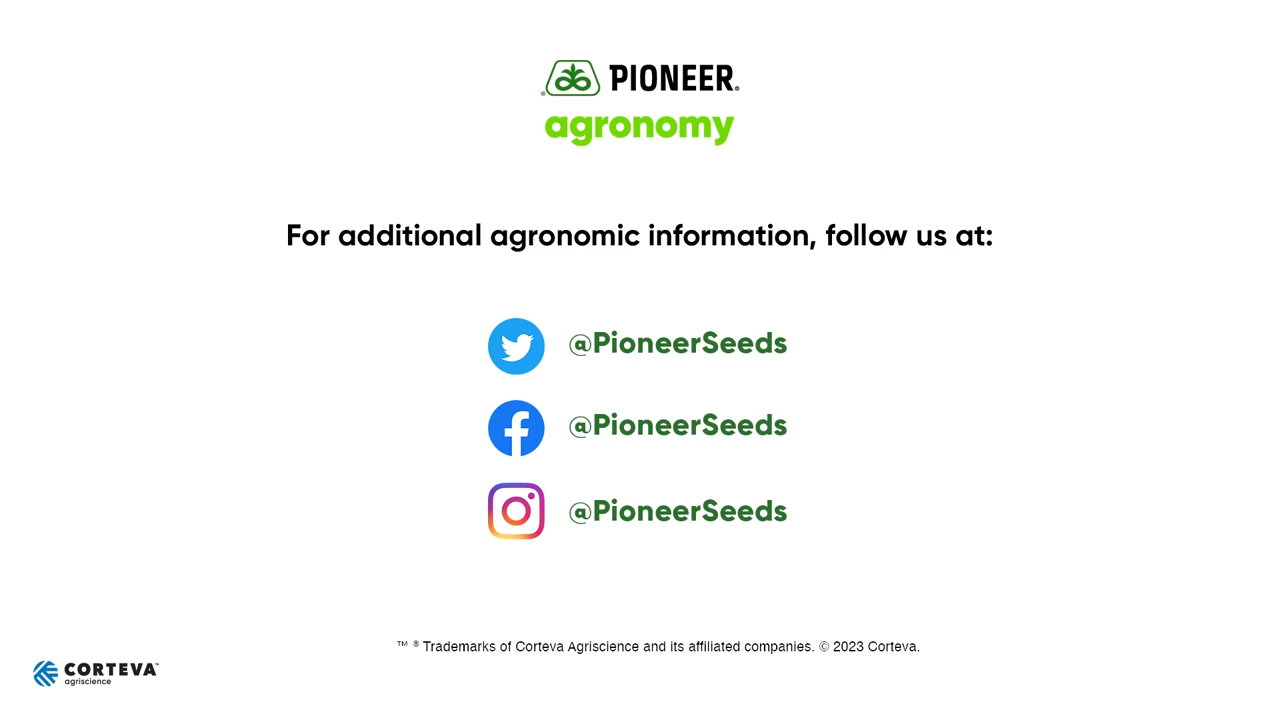 PIONEER®
agronomy
For additional agronomic information, follow us at:
@PioneerSeeds
@PioneerSeeds
@PioneerSeeds
™ ® Trademarks of Corteva Agriscience and its affiliated companies. © 2023 Corteva.
CORTEVA™
agriscience